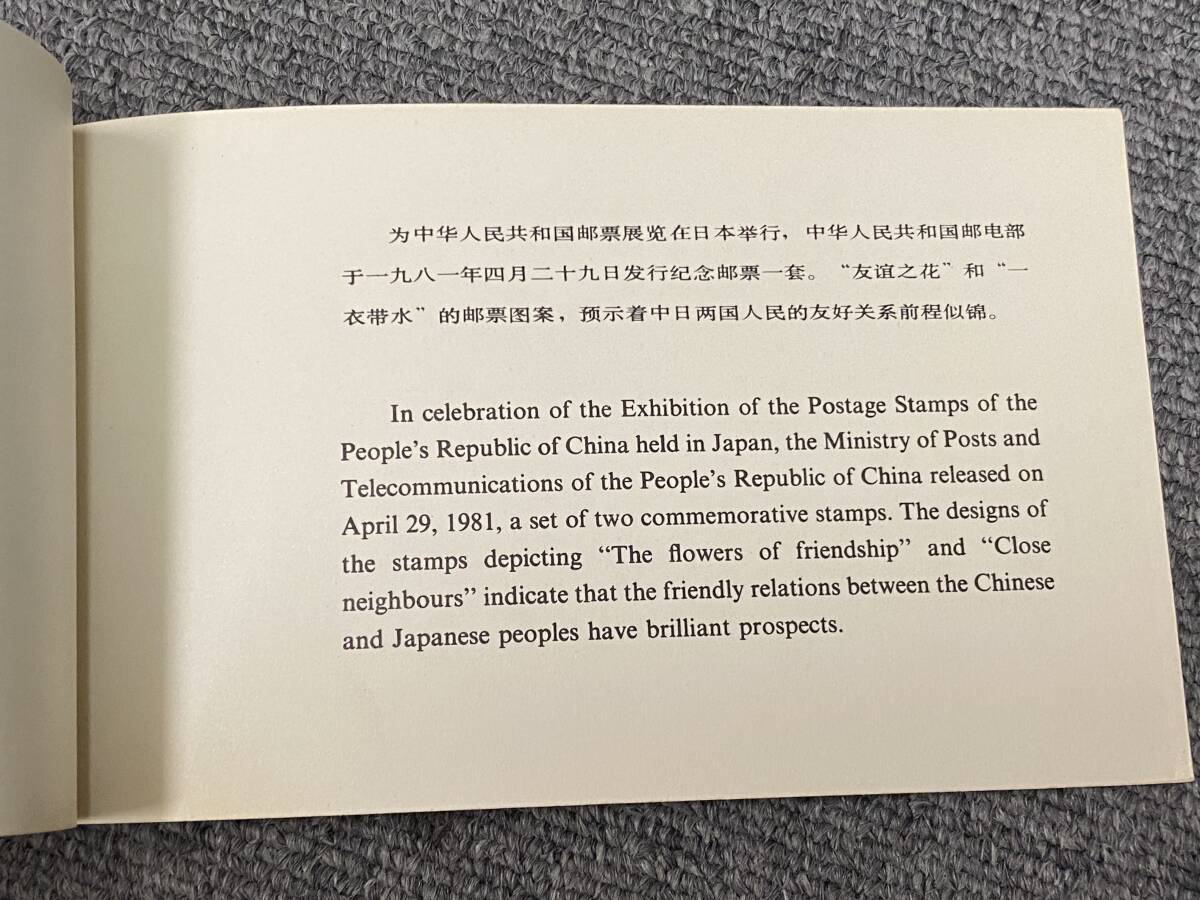 为中华人民共和国邮票展览在日本举行，中华人民共和国邮电部
于一九八一年四月二十九日发行纪念邮票一套。“友谊之花”和“一
衣带水”的邮票图案，预示着中日两国人民的友好关系前程似锦。
In celebration of the Exhibition of the Postage Stamps of the
People’s Republic of China held in Japan, the Ministry of Posts and
Telecommunications of the People’s Republic of China released on
April 29, 1981, a set of two commemorative stamps. The designs of
the stamps depicting “The flowers of friendship” and “Close
neighbours” indicate that the friendly relations between the Chinese
and Japanese peoples have brilliant prospects.